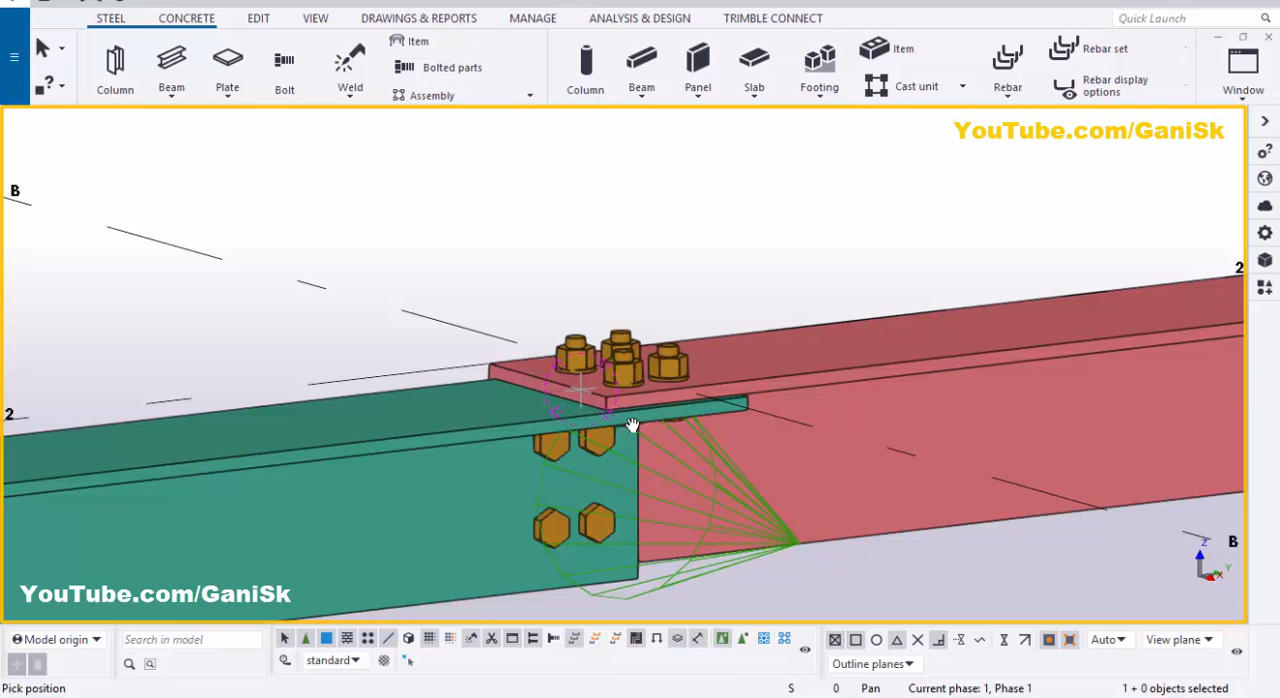 STEEL CONCRETE EDIT VIEW DRAWINGS & REPORTS MANAGE ANALYSIS & DESIGN TRIMBLE CONNECT Quick Launch
Item
Bolted parts
Assembly
Column Beam Plate Bolt Weld
Column Beam Panel Slab Footing
Item
Cast unit
Rebar
Rebar set
Rebar display
options
Window
YouTube.com/GaniSk
B
2
2
B
Z
Y
X
YouTube.com/GaniSk
Model origin Search in model
standard
Auto View plane
Outline planes
Pick position S 0 Pan Current phase: 1, Phase 1 1 + 0 objects selected